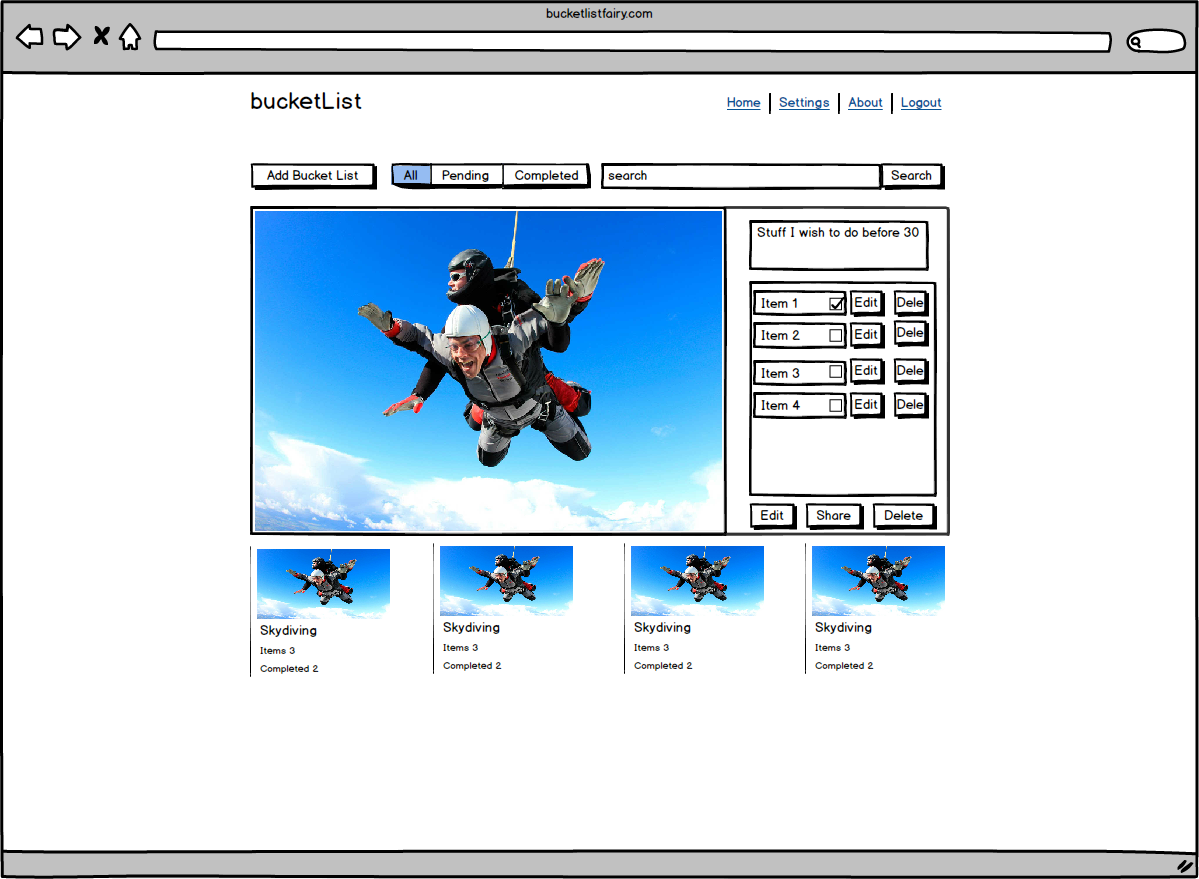 bucketlistfairy.com
bucketList
Home Settings About Logout
Add Bucket List All Pending Completed search Search
Stuff I wish to do before 30
Item 1 Edit Dele
Item 2 Edit Dele
Item 3 Edit Dele
Item 4 Edit Dele
Edit Share Delete
Skydiving Skydiving Skydiving Skydiving
Items 3 Items 3 Items 3 Items 3
Completed 2 Completed 2 Completed 2 Completed 2